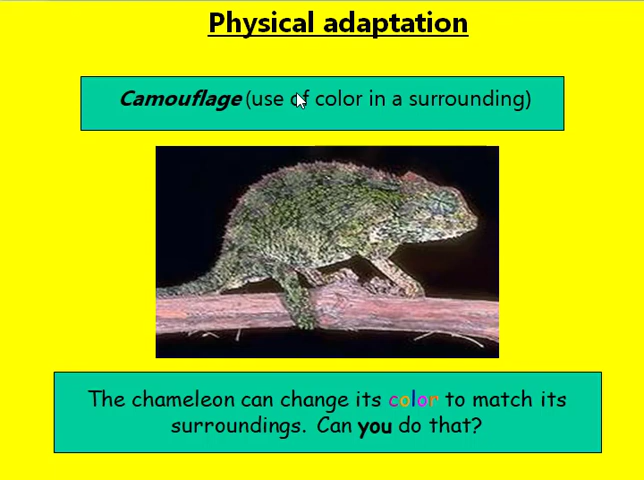 Physical adaptation
Camouflage (use of color in a surrounding)
The chameleon can change its color to match its
surroundings. Can you do that?